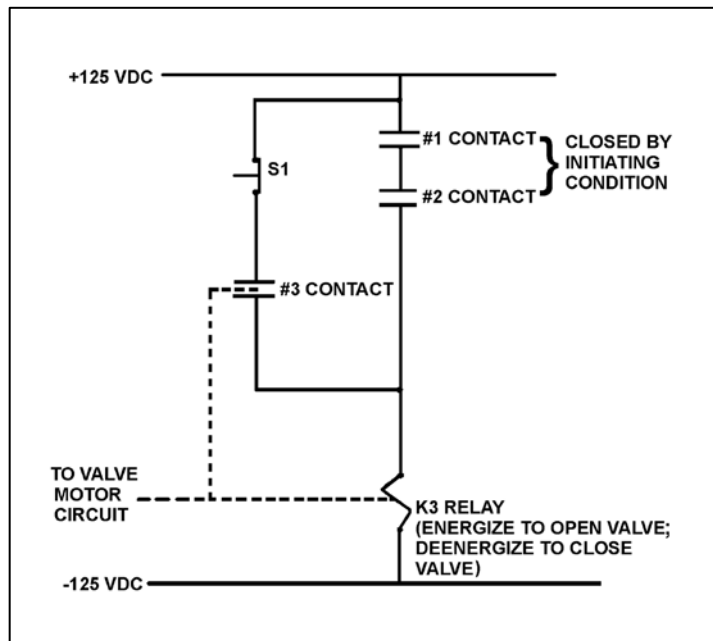 +125 VDC
#1 CONTACT
CLOSED BY
INITIATING
CONDITION
S1
#2 CONTACT
#3 CONTACT
TO VALVE
MOTOR
CIRCUIT
K3 RELAY
(ENERGIZE TO OPEN VALVE;
DEENERGIZE TO CLOSE
VALVE)
-125 VDC